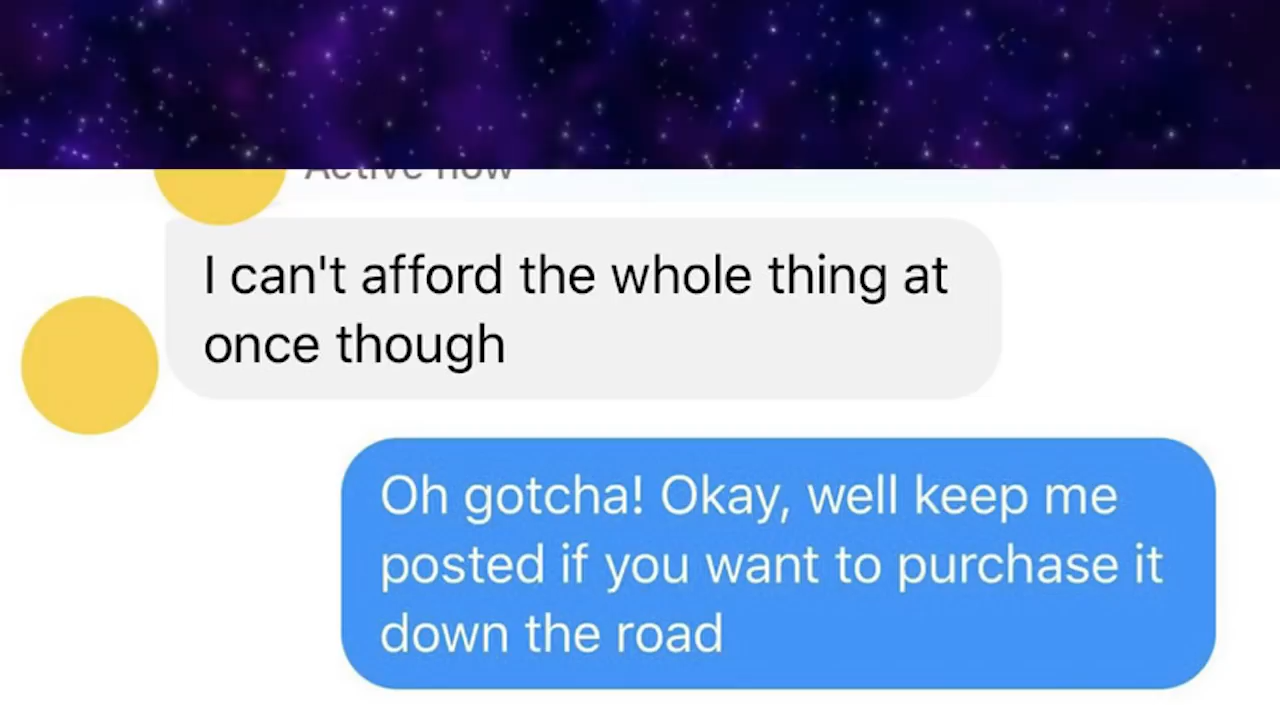 Active now
I can't afford the whole thing at
once though
Oh gotcha! Okay, well keep me
posted if you want to purchase it
down the road